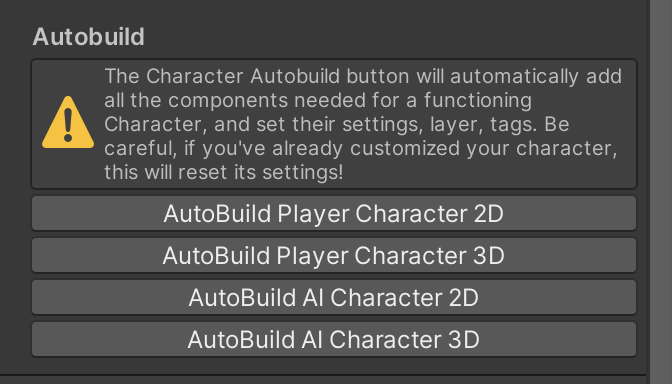 Autobuild
The Character Autobuild button will automatically add
all the components needed for a functioning
Character, and set their settings, layer, tags. Be
careful, if you've already customized your character,
this will reset its settings!
AutoBuild Player Character 2D
AutoBuild Player Character 3D
AutoBuild AI Character 2D
AutoBuild AI Character 3D